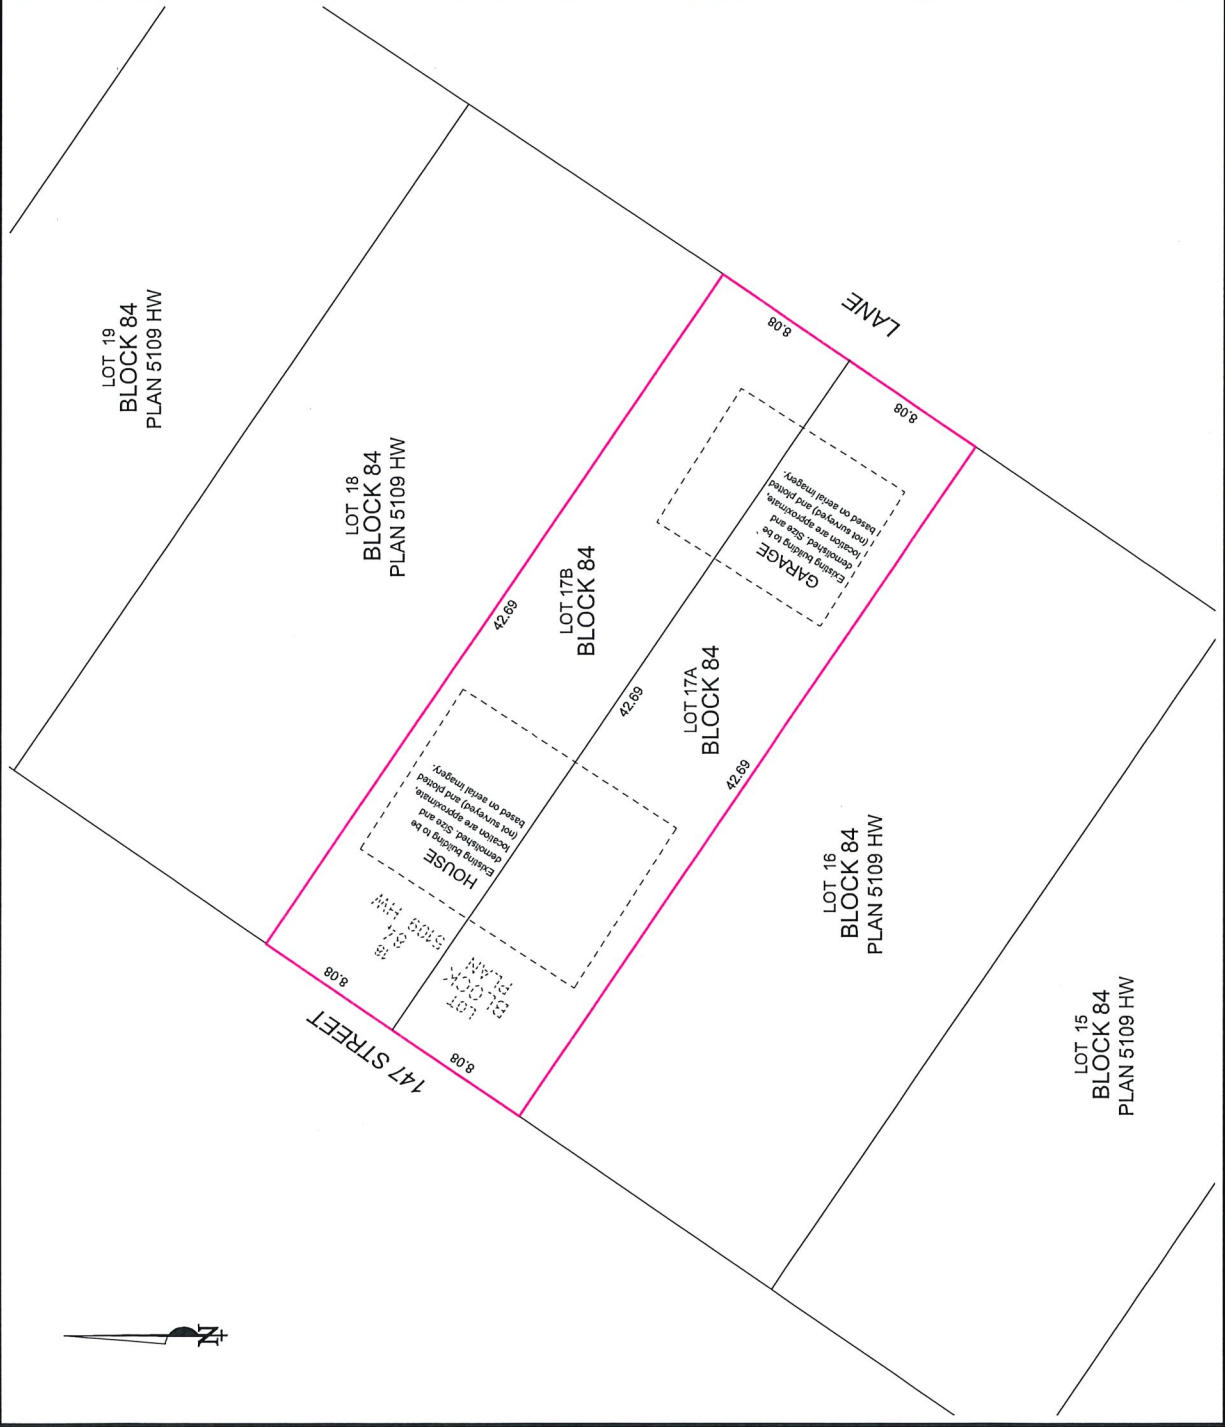 LOT 19
BLOCK 84
PLAN 5109 HW
LOT 18
BLOCK 84
PLAN 5109 HW
LANE
8.08
8.08
42.69
LOT 17B
BLOCK 84
GARAGE
Existing building to be
demolished. Size and
location are approximate,
(not surveyed) and plotted
based on aerial imagery.
42.69
LOT 17A
BLOCK 84
42.69
HOUSE
Existing building to be
demolished. Size and
location are approximate,
(not surveyed) and plotted
based on aerial imagery.
LOT
BLOCK 84
PLAN 5109 HW
8.08
8.08
147 STREET
LOT 16
BLOCK 84
PLAN 5109 HW
LOT 15
BLOCK 84
PLAN 5109 HW
N